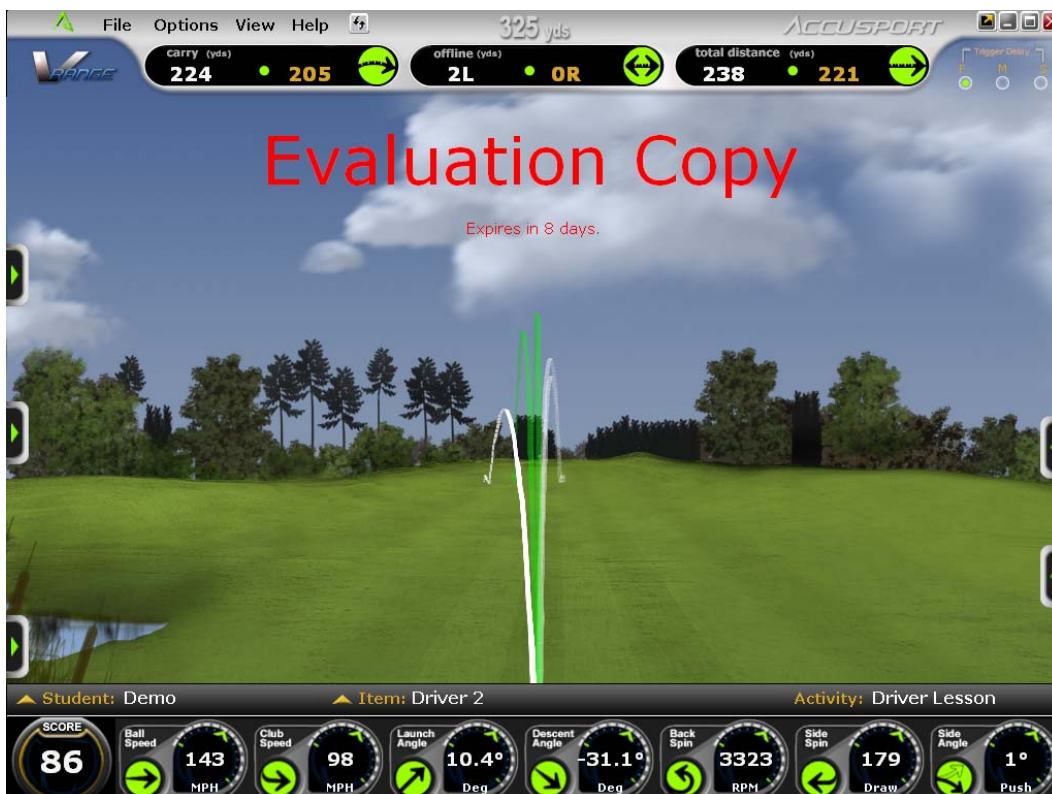 File Options View Help
325 yds
ACCUSPORT
V RANGE
carry (yds)
224 • 205
offline (yds)
2L • 0R
total distance (yds)
238 • 221
Trigger Delay
F M S
Evaluation Copy
Expires in 8 days.
Student: Demo
Item: Driver 2
Activity: Driver Lesson
SCORE
86
Ball Speed
143
MPH
Club Speed
98
MPH
Launch Angle
10.4°
Deg
Descent Angle
-31.1°
Deg
Back Spin
3323
RPM
Side Spin
179
Draw
Side Angle
1°
Push